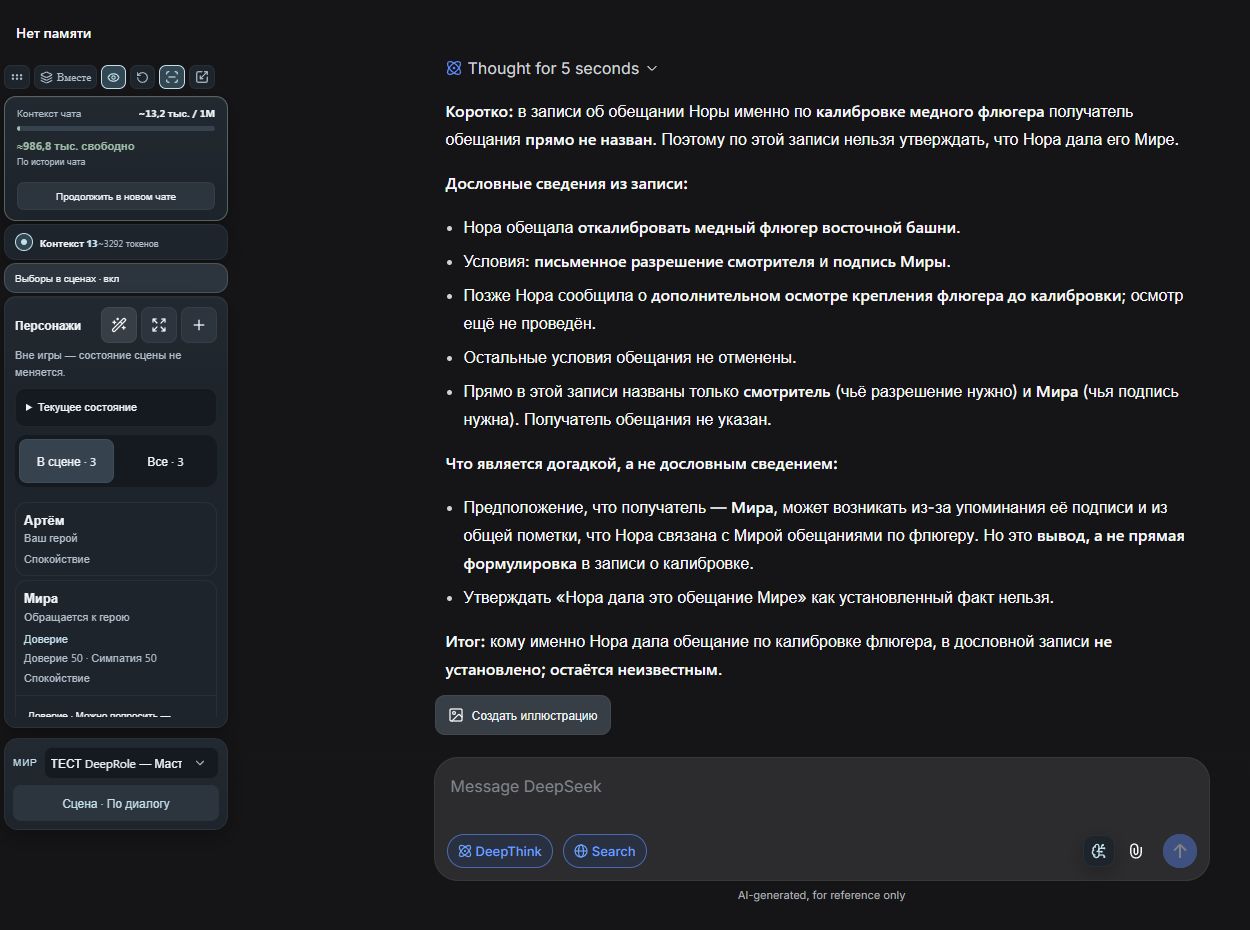 Нет памяти
Вместе
Контекст чата ~13,2 тыс. / 1M
≈986,8 тыс. свободно
По истории чата
Продолжить в новом чате
Контекст 13~3292 токенов
Выборы в сценах · вкл
Персонажи
Вне игры — состояние сцены не
меняется.
Текущее состояние
В сцене · 3 Все · 3
Артём
Ваш герой
Спокойствие
Мира
Обращается к герою
Доверие
Доверие 50 · Симпатия 50
Спокойствие
Доверие · Можно попросить —
МИР ТЕСТ DeepRole — Маст
Сцена · По диалогу
Thought for 5 seconds
Коротко: в записи об обещании Норы именно по калибровке медного флюгера получатель
обещания прямо не назван. Поэтому по этой записи нельзя утверждать, что Нора дала его Мире.
Дословные сведения из записи:
• Нора обещала откалибровать медный флюгер восточной башни.
• Условия: письменное разрешение смотрителя и подпись Миры.
• Позже Нора сообщила о дополнительном осмотре крепления флюгера до калибровки; осмотр
ещё не проведён.
• Остальные условия обещания не отменены.
• Прямо в этой записи названы только смотритель (чьё разрешение нужно) и Мира (чья подпись
нужна). Получатель обещания не указан.
Что является догадкой, а не дословным сведением:
• Предположение, что получатель — Мира, может возникать из-за упоминания её подписи и из
общей пометки, что Нора связана с Мирой обещаниями по флюгеру. Но это вывод, а не прямая
формулировка в записи о калибровке.
• Утверждать «Нора дала это обещание Мире» как установленный факт нельзя.
Итог: кому именно Нора дала обещание по калибровке флюгера, в дословной записи не
установлено; остаётся неизвестным.
Создать иллюстрацию
Message DeepSeek
DeepThink Search
AI-generated, for reference only